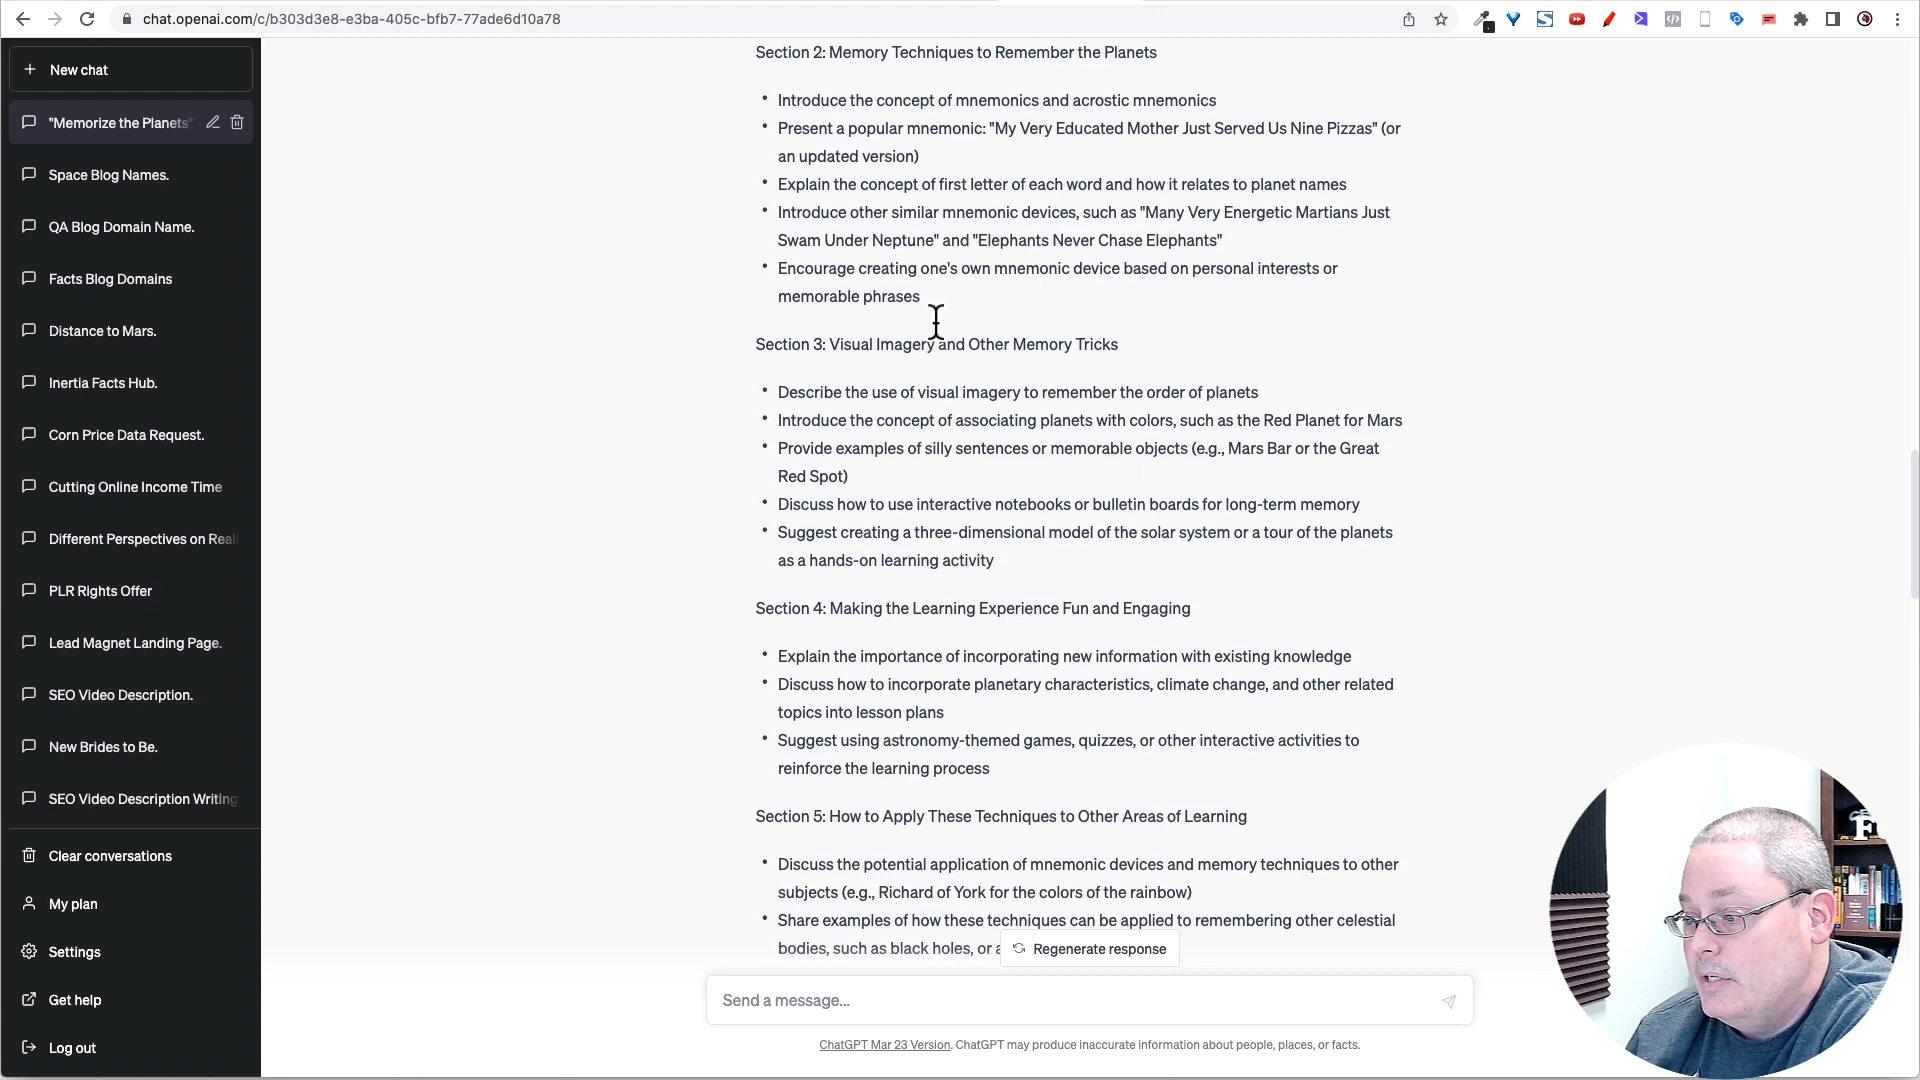 chat.openai.com/c/b303d3e8-e3ba-405c-bfb7-77ade6d10a78
New chat
"Memorize the Planets"
Space Blog Names.
QA Blog Domain Name.
Facts Blog Domains
Distance to Mars.
Inertia Facts Hub.
Corn Price Data Request.
Cutting Online Income Time
Different Perspectives on Reali
PLR Rights Offer
Lead Magnet Landing Page.
SEO Video Description.
New Brides to Be.
SEO Video Description Writing
Clear conversations
My plan
Settings
Get help
Log out
Section 2: Memory Techniques to Remember the Planets
• Introduce the concept of mnemonics and acrostic mnemonics
• Present a popular mnemonic: "My Very Educated Mother Just Served Us Nine Pizzas" (or
an updated version)
• Explain the concept of first letter of each word and how it relates to planet names
• Introduce other similar mnemonic devices, such as "Many Very Energetic Martians Just
Swam Under Neptune" and "Elephants Never Chase Elephants"
• Encourage creating one's own mnemonic device based on personal interests or
memorable phrases
Section 3: Visual Imagery and Other Memory Tricks
• Describe the use of visual imagery to remember the order of planets
• Introduce the concept of associating planets with colors, such as the Red Planet for Mars
• Provide examples of silly sentences or memorable objects (e.g., Mars Bar or the Great
Red Spot)
• Discuss how to use interactive notebooks or bulletin boards for long-term memory
• Suggest creating a three-dimensional model of the solar system or a tour of the planets
as a hands-on learning activity
Section 4: Making the Learning Experience Fun and Engaging
• Explain the importance of incorporating new information with existing knowledge
• Discuss how to incorporate planetary characteristics, climate change, and other related
topics into lesson plans
• Suggest using astronomy-themed games, quizzes, or other interactive activities to
reinforce the learning process
Section 5: How to Apply These Techniques to Other Areas of Learning
• Discuss the potential application of mnemonic devices and memory techniques to other
subjects (e.g., Richard of York for the colors of the rainbow)
• Share examples of how these techniques can be applied to remembering other celestial
bodies, such as black holes, or a
Regenerate response
Send a message...
ChatGPT Mar 23 Version. ChatGPT may produce inaccurate information about people, places, or facts.